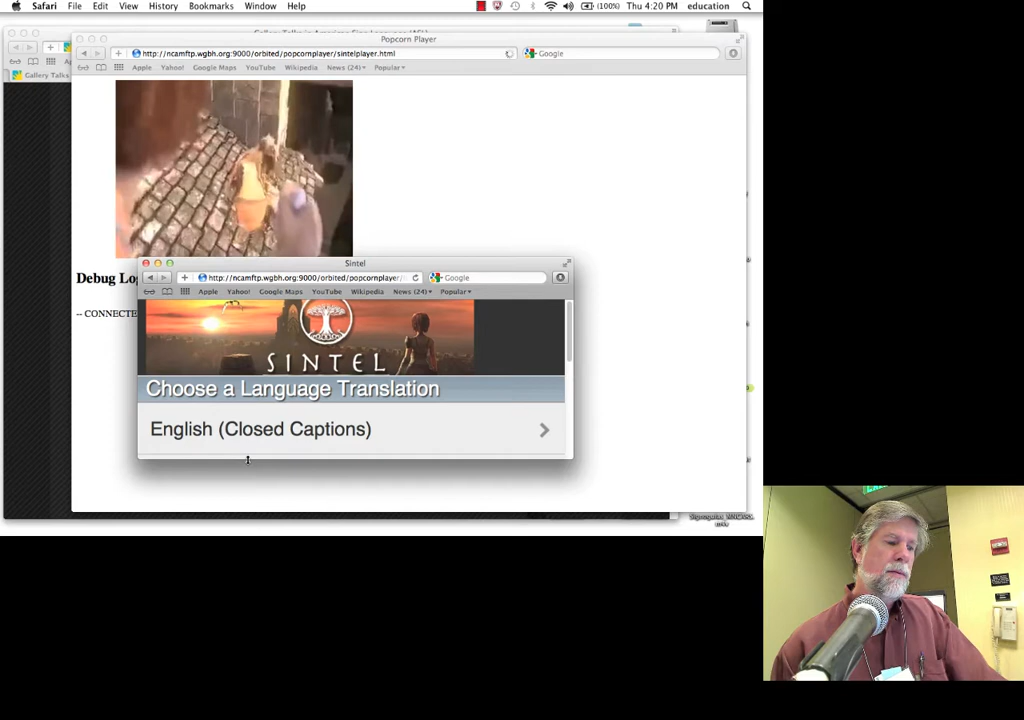 Safari File Edit View History Bookmarks Window Help (100%) Thu 4:20 PM education
Popcorn Player
http://ncamftp.wgbh.org:9000/orbited/popcornplayer/sintelplayer.html Google
Apple Yahoo! Google Maps YouTube Wikipedia News (24) Popular
Gallery Talks
Debug Lo
-- CONNECTE
Sintel
http://ncamftp.wgbh.org:9000/orbited/popcornplayer/ Google
Apple Yahoo! Google Maps YouTube Wikipedia News (24) Popular
SINTEL
Choose a Language Translation
English (Closed Captions)